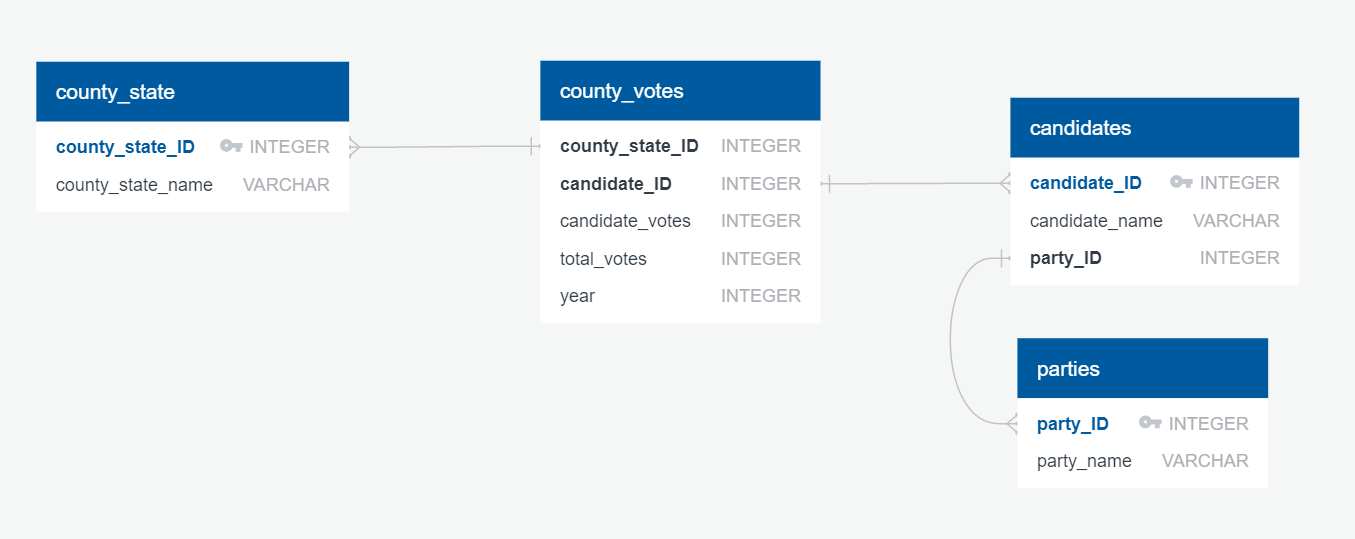 county_state
county_state_ID INTEGER
county_state_name VARCHAR
county_votes
county_state_ID INTEGER
candidate_ID INTEGER
candidate_votes INTEGER
total_votes INTEGER
year INTEGER
candidates
candidate_ID INTEGER
candidate_name VARCHAR
party_ID INTEGER
parties
party_ID INTEGER
party_name VARCHAR